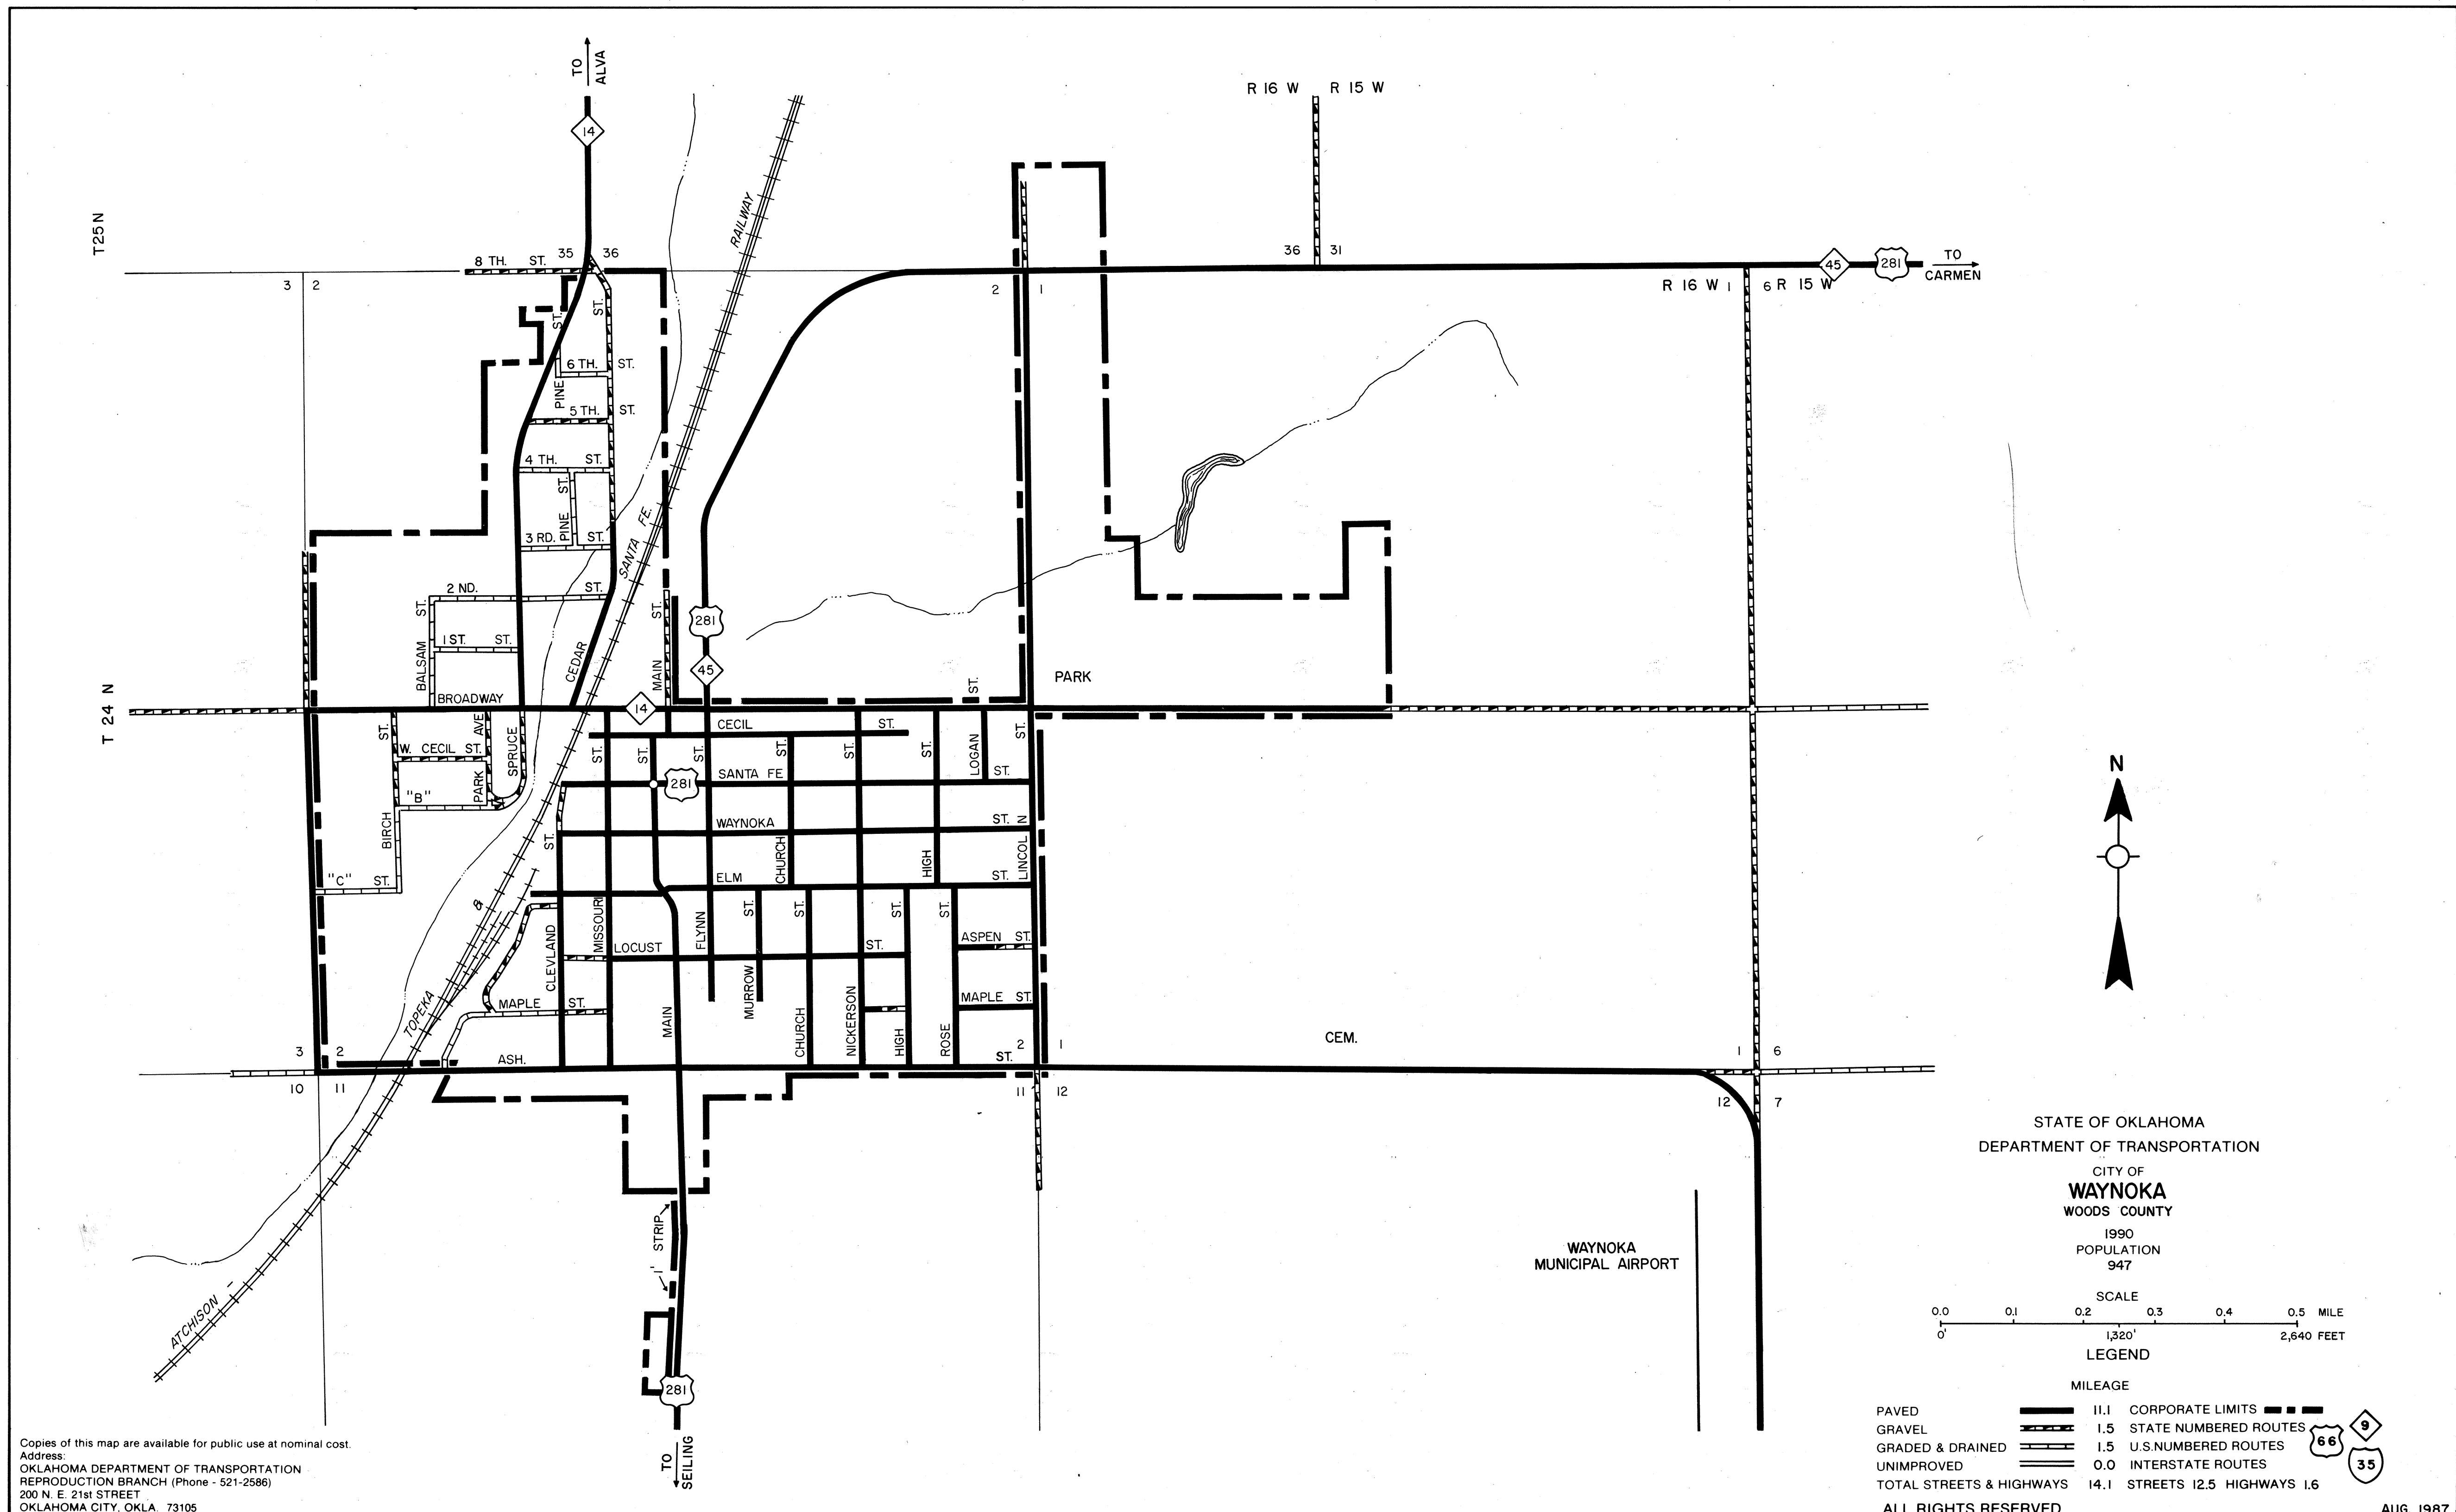 TO
ALVA
14
R 16 W
R 15 W
T25N
RAILWAY
8 TH. ST. 35 36
36 31
45 281 TO
CARMEN
3 2
2 1
R 16 W 1 6 R 15 W
ST.
ST.
6 TH. ST.
PINE
5 TH. ST.
4 TH. ST.
ST.
PINE
3 RD. ST.
SANTA FE.
2 ND. ST.
BALSAM ST.
1 ST. ST.
CEDAR
MAIN ST.
281
45
PARK
ST.
BROADWAY
T 24 N
14
CECIL ST.
ST.
W. CECIL ST.
PARK AVE
SPRUCE
ST.
ST.
ST.
ST.
ST.
ST.
LOGAN
ST.
SANTA FE ST.
281
"B"
BIRCH
WAYNOKA ST.
LINCOL N
ST.
CHURCH
HIGH
"C" ST.
ELM ST.
&
MISSOURI
FLYNN
ST.
ST.
ST.
ST.
CLEVLAND
LOCUST ST.
ASPEN ST.
MURROW
MAPLE ST.
MAPLE ST.
TOPEKA
MAIN
CHURCH
NICKERSON
HIGH
ROSE
CEM.
3 2
ASH. ST.
2 1
1 6
10 11
11 12
12 7
N
STRIP
1'
ATCHISON
WAYNOKA
MUNICIPAL AIRPORT
281
TO
SEILING
STATE OF OKLAHOMA
DEPARTMENT OF TRANSPORTATION
CITY OF
WAYNOKA
WOODS COUNTY
1990
POPULATION
947
SCALE
0.0 0.1 0.2 0.3 0.4 0.5 MILE
0' 1,320' 2,640 FEET
LEGEND
MILEAGE
PAVED 11.1 CORPORATE LIMITS
GRAVEL 1.5 STATE NUMBERED ROUTES 9
GRADED & DRAINED 1.5 U.S.NUMBERED ROUTES 66
UNIMPROVED 0.0 INTERSTATE ROUTES 35
TOTAL STREETS & HIGHWAYS 14.1 STREETS 12.5 HIGHWAYS 1.6
ALL RIGHTS RESERVED
AUG. 1987
Copies of this map are available for public use at nominal cost.
Address:
OKLAHOMA DEPARTMENT OF TRANSPORTATION
REPRODUCTION BRANCH (Phone - 521-2586)
200 N. E. 21st STREET
OKLAHOMA CITY, OKLA. 73105